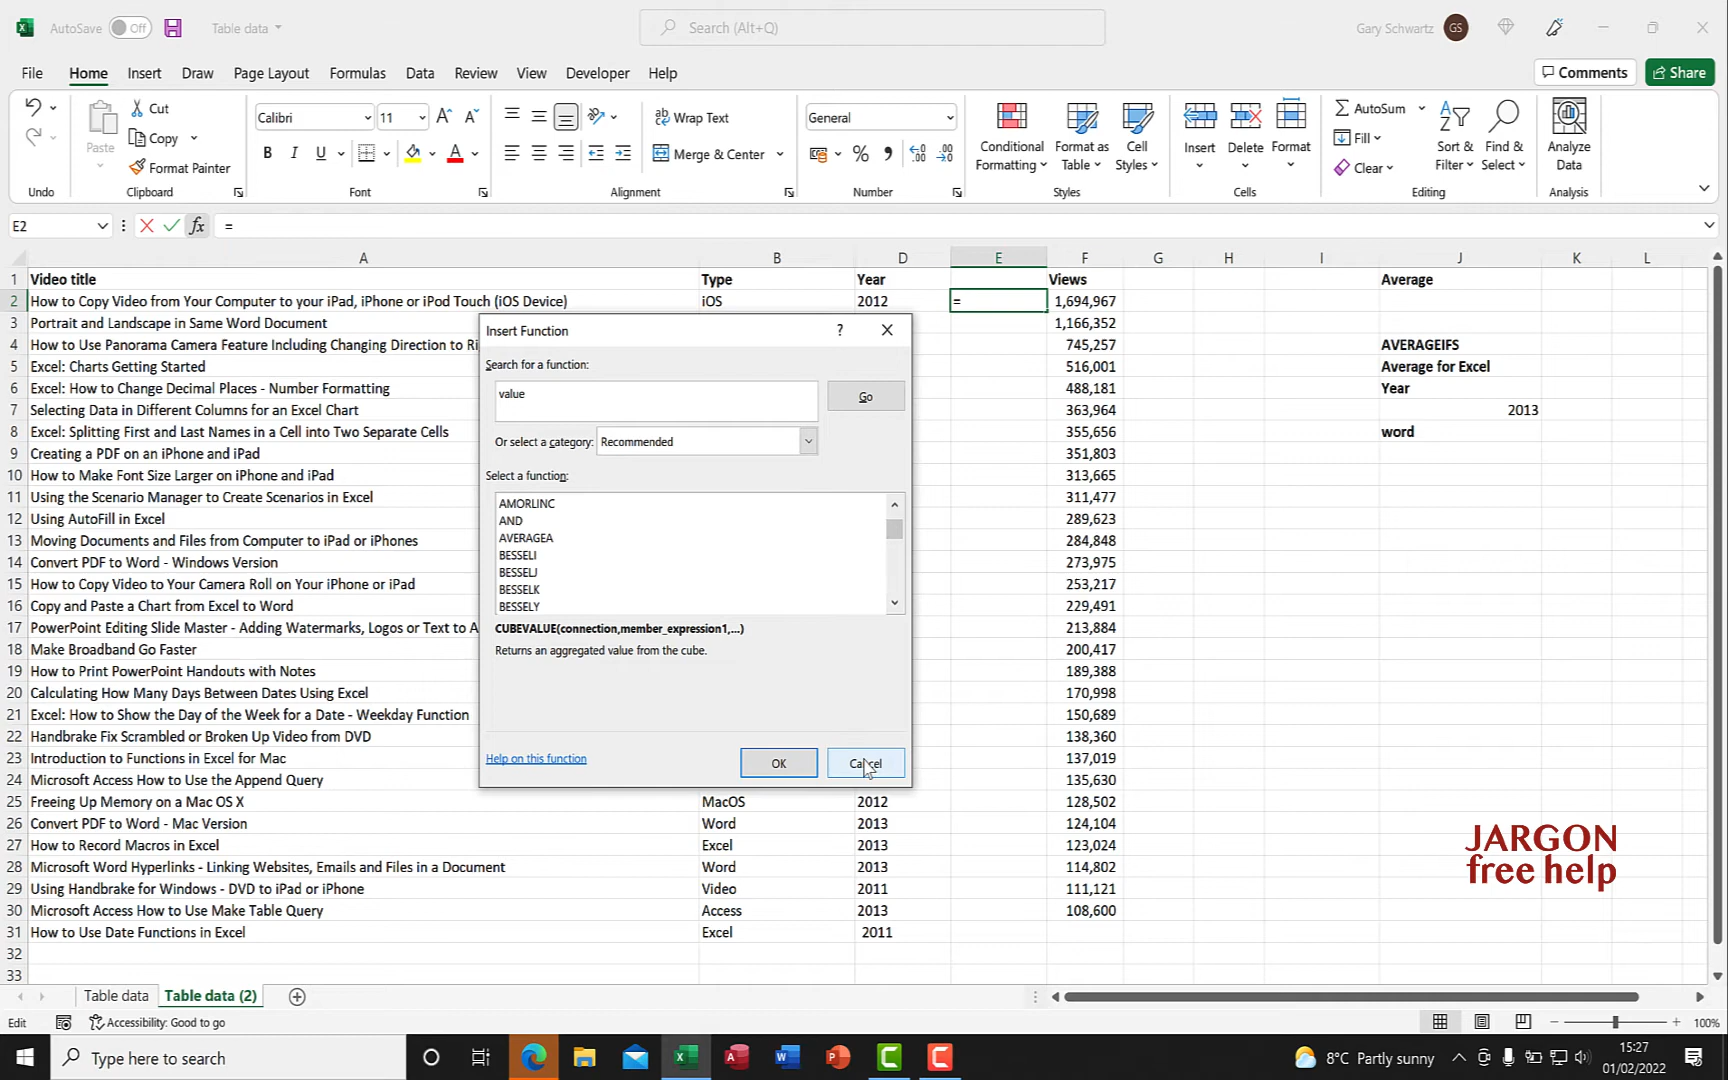 AutoSave Off Table data Search (Alt+Q) Gary Schwartz GS
File Home Insert Draw Page Layout Formulas Data Review View Developer Help Comments Share
Paste Cut Copy Format Painter
Calibri 11 B I U
Wrap Text Merge & Center
General % ,
Conditional Formatting Format as Table Cell Styles
Insert Delete Format
AutoSum Fill Clear Sort & Filter Find & Select Analyze Data
Undo Clipboard Font Alignment Number Styles Cells Editing Analysis
E2 fx =
A B D E F G H I J K L
1 Video title Type Year Views Average
2 How to Copy Video from Your Computer to your iPad, iPhone or iPod Touch (iOS Device) iOS 2012 = 1,694,967
3 Portrait and Landscape in Same Word Document 1,166,352
4 How to Use Panorama Camera Feature Including Changing Direction to Ri 745,257 AVERAGEIFS
5 Excel: Charts Getting Started 516,001 Average for Excel
6 Excel: How to Change Decimal Places - Number Formatting 488,181 Year
7 Selecting Data in Different Columns for an Excel Chart 363,964 2013
8 Excel: Splitting First and Last Names in a Cell into Two Separate Cells 355,656 word
9 Creating a PDF on an iPhone and iPad 351,803
10 How to Make Font Size Larger on iPhone and iPad 313,665
11 Using the Scenario Manager to Create Scenarios in Excel 311,477
12 Using AutoFill in Excel 289,623
13 Moving Documents and Files from Computer to iPad or iPhones 284,848
14 Convert PDF to Word - Windows Version 273,975
15 How to Copy Video to Your Camera Roll on Your iPhone or iPad 253,217
16 Copy and Paste a Chart from Excel to Word 229,491
17 PowerPoint Editing Slide Master - Adding Watermarks, Logos or Text to A 213,884
18 Make Broadband Go Faster 200,417
19 How to Print PowerPoint Handouts with Notes 189,388
20 Calculating How Many Days Between Dates Using Excel 170,998
21 Excel: How to Show the Day of the Week for a Date - Weekday Function 150,689
22 Handbrake Fix Scrambled or Broken Up Video from DVD 138,360
23 Introduction to Functions in Excel for Mac 137,019
24 Microsoft Access How to Use the Append Query 135,630
25 Freeing Up Memory on a Mac OS X MacOS 2012 128,502
26 Convert PDF to Word - Mac Version Word 2013 124,104
27 How to Record Macros in Excel Excel 2013 123,024
28 Microsoft Word Hyperlinks - Linking Websites, Emails and Files in a Document Word 2013 114,802
29 Using Handbrake for Windows - DVD to iPad or iPhone Video 2011 111,121
30 Microsoft Access How to Use Make Table Query Access 2013 108,600
31 How to Use Date Functions in Excel Excel 2011
32
33
Insert Function ?
Search for a function:
value Go
Or select a category: Recommended
Select a function:
AMORLINC
AND
AVERAGEA
BESSELI
BESSELJ
BESSELK
BESSELY
CUBEVALUE(connection,member_expression1,...)
Returns an aggregated value from the cube.
Help on this function OK Cancel
JARGON
free help
Table data Table data (2)
Edit Accessibility: Good to go 100%
Type here to search 8°C Partly sunny 15:27
01/02/2022